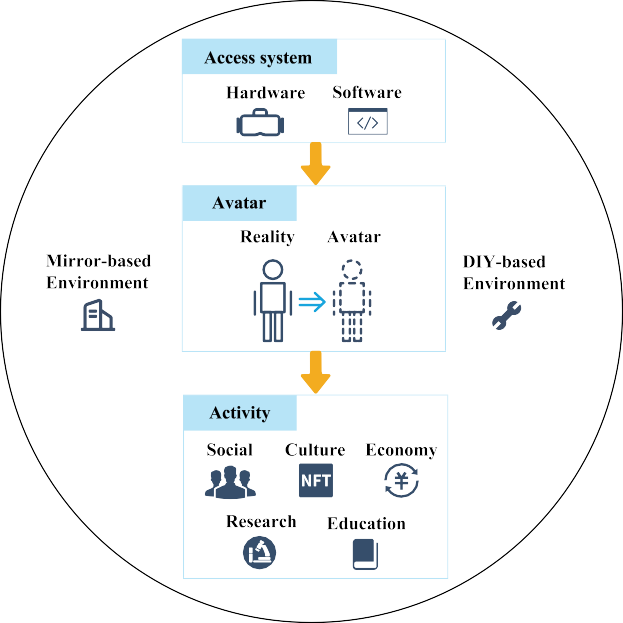 Access system
Hardware
Software
</>
Avatar
Reality
Avatar
Mirror-based
Environment
DIY-based
Environment
Activity
Social
Culture
Economy
NFT
¥
Research
Education